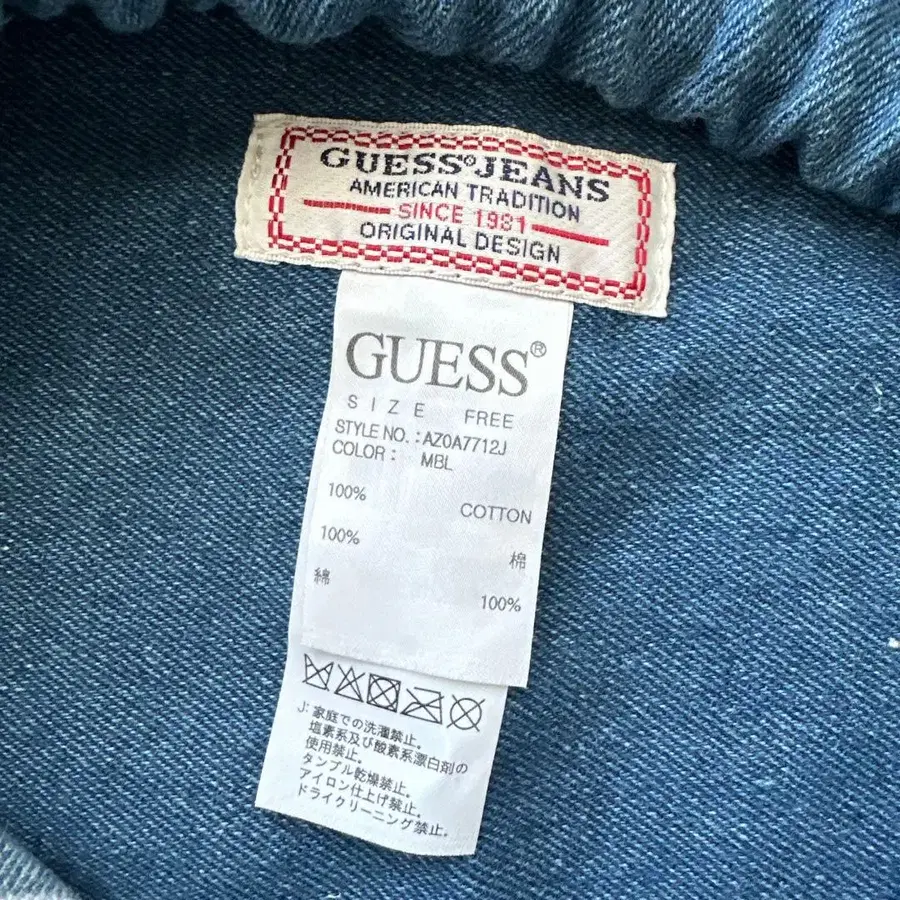 GUESS JEANS
AMERICAN TRADITION
SINCE 1981
ORIGINAL DESIGN
GUESS®
SIZE FREE
STYLE NO. : AZ0A7712J
COLOR : MBL
100%
COTTON
100%
棉
綿
100%
J: 家庭での洗濯禁止.
塩素系及び酸素系漂白剤の
使用禁止.
タンブル乾燥禁止.
アイロン仕上げ禁止.
ドライクリーニング禁止.